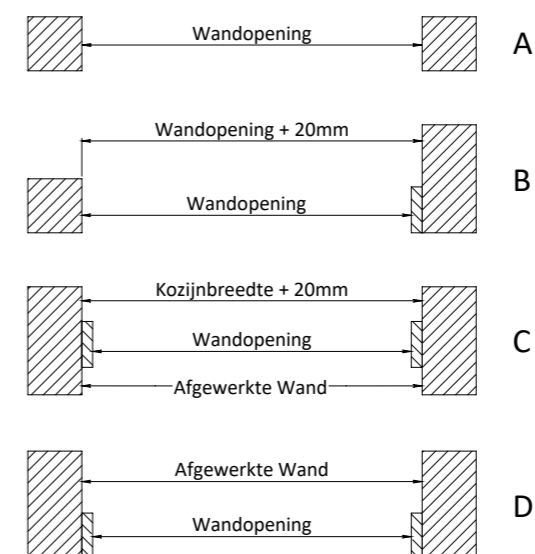 Wandopening
A
Wandopening + 20mm
B
Wandopening
Kozijnbreedte + 20mm
Wandopening
C
Afgewerkte Wand
Afgewerkte Wand
D
Wandopening